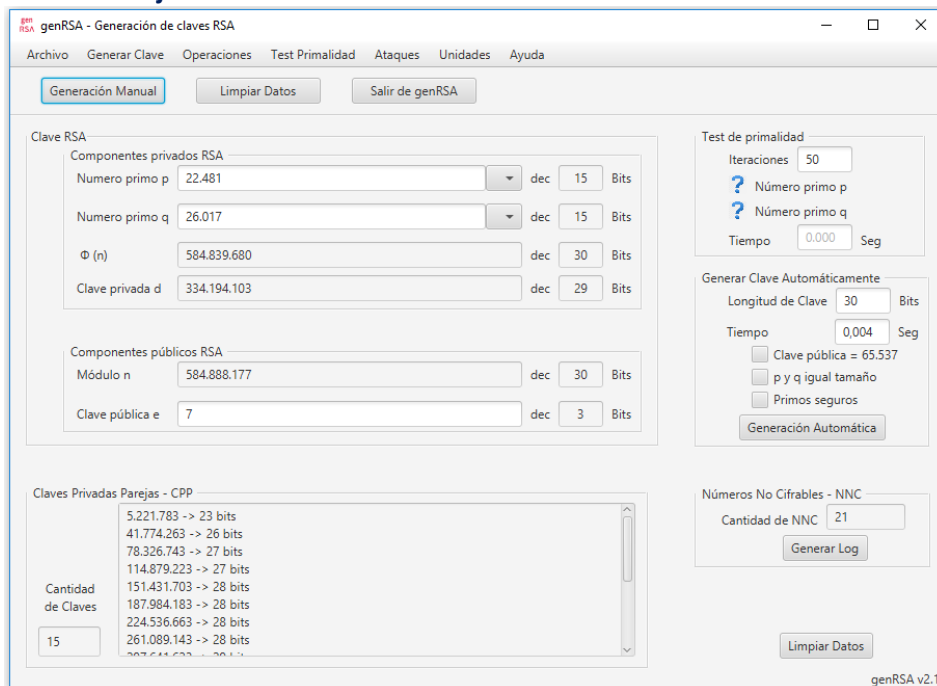 gen RSA genRSA - Generación de claves RSA
Archivo Generar Clave Operaciones Test Primalidad Ataques Unidades Ayuda
Generación Manual Limpiar Datos Salir de genRSA
Clave RSA
Componentes privados RSA
Numero primo p 22.481 dec 15 Bits
Numero primo q 26.017 dec 15 Bits
Φ (n) 584.839.680 dec 30 Bits
Clave privada d 334.194.103 dec 29 Bits
Componentes públicos RSA
Módulo n 584.888.177 dec 30 Bits
Clave pública e 7 dec 3 Bits
Test de primalidad
Iteraciones 50
? Número primo p
? Número primo q
Tiempo 0.000 Seg
Generar Clave Automáticamente
Longitud de Clave 30 Bits
Tiempo 0,004 Seg
Clave pública = 65.537
p y q igual tamaño
Primos seguros
Generación Automática
Claves Privadas Parejas - CPP
Cantidad
de Claves
15
5.221.783 -> 23 bits
41.774.263 -> 26 bits
78.326.743 -> 27 bits
114.879.223 -> 27 bits
151.431.703 -> 28 bits
187.984.183 -> 28 bits
224.536.663 -> 28 bits
261.089.143 -> 28 bits
Números No Cifrables - NNC
Cantidad de NNC 21
Generar Log
Limpiar Datos
genRSA v2.1